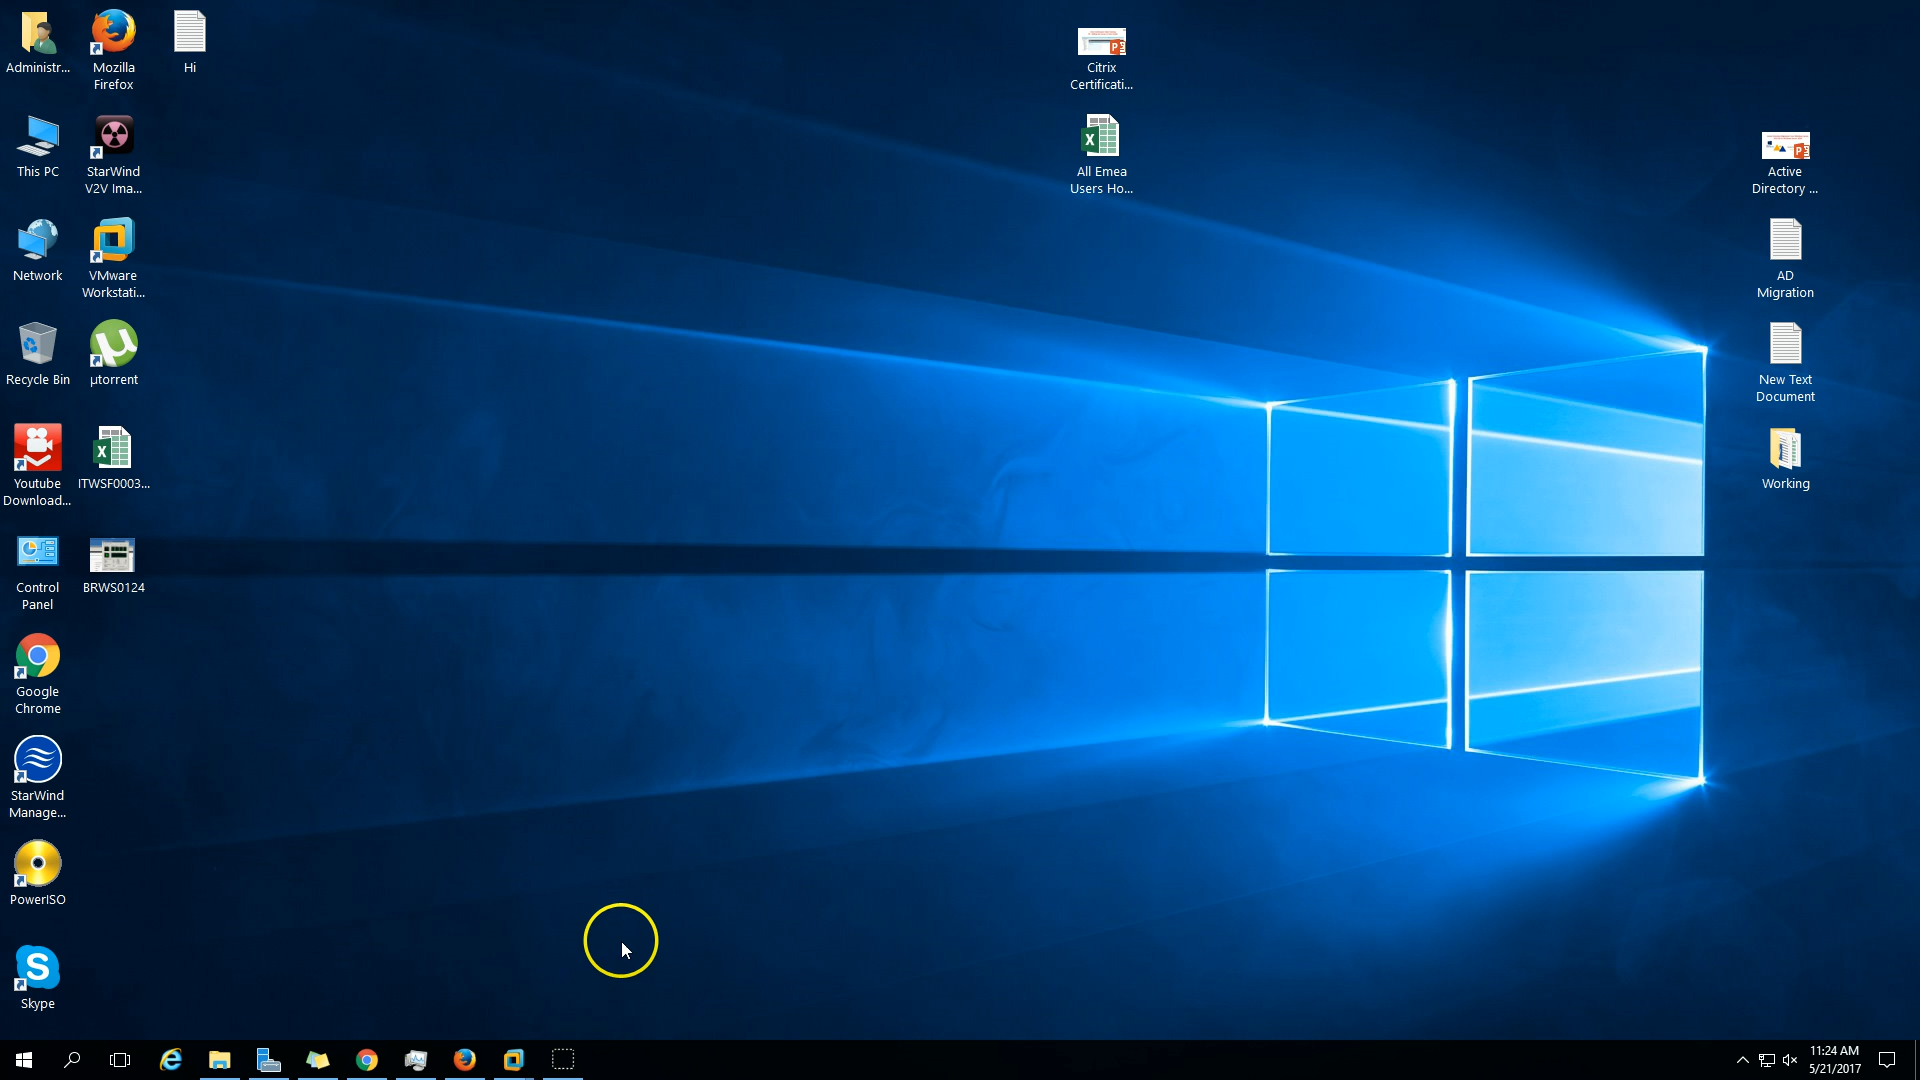 Administr...
Mozilla
Firefox
Hi
This PC
StarWind
V2V Ima...
Network
VMware
Workstati...
Recycle Bin
µtorrent
Youtube
Download...
ITWSF0003...
Control
Panel
BRWS0124
Google
Chrome
StarWind
Manage...
PowerISO
Skype
Citrix
Certificati...
All Emea
Users Ho...
Active
Directory ...
AD
Migration
New Text
Document
Working
11:24 AM
5/21/2017